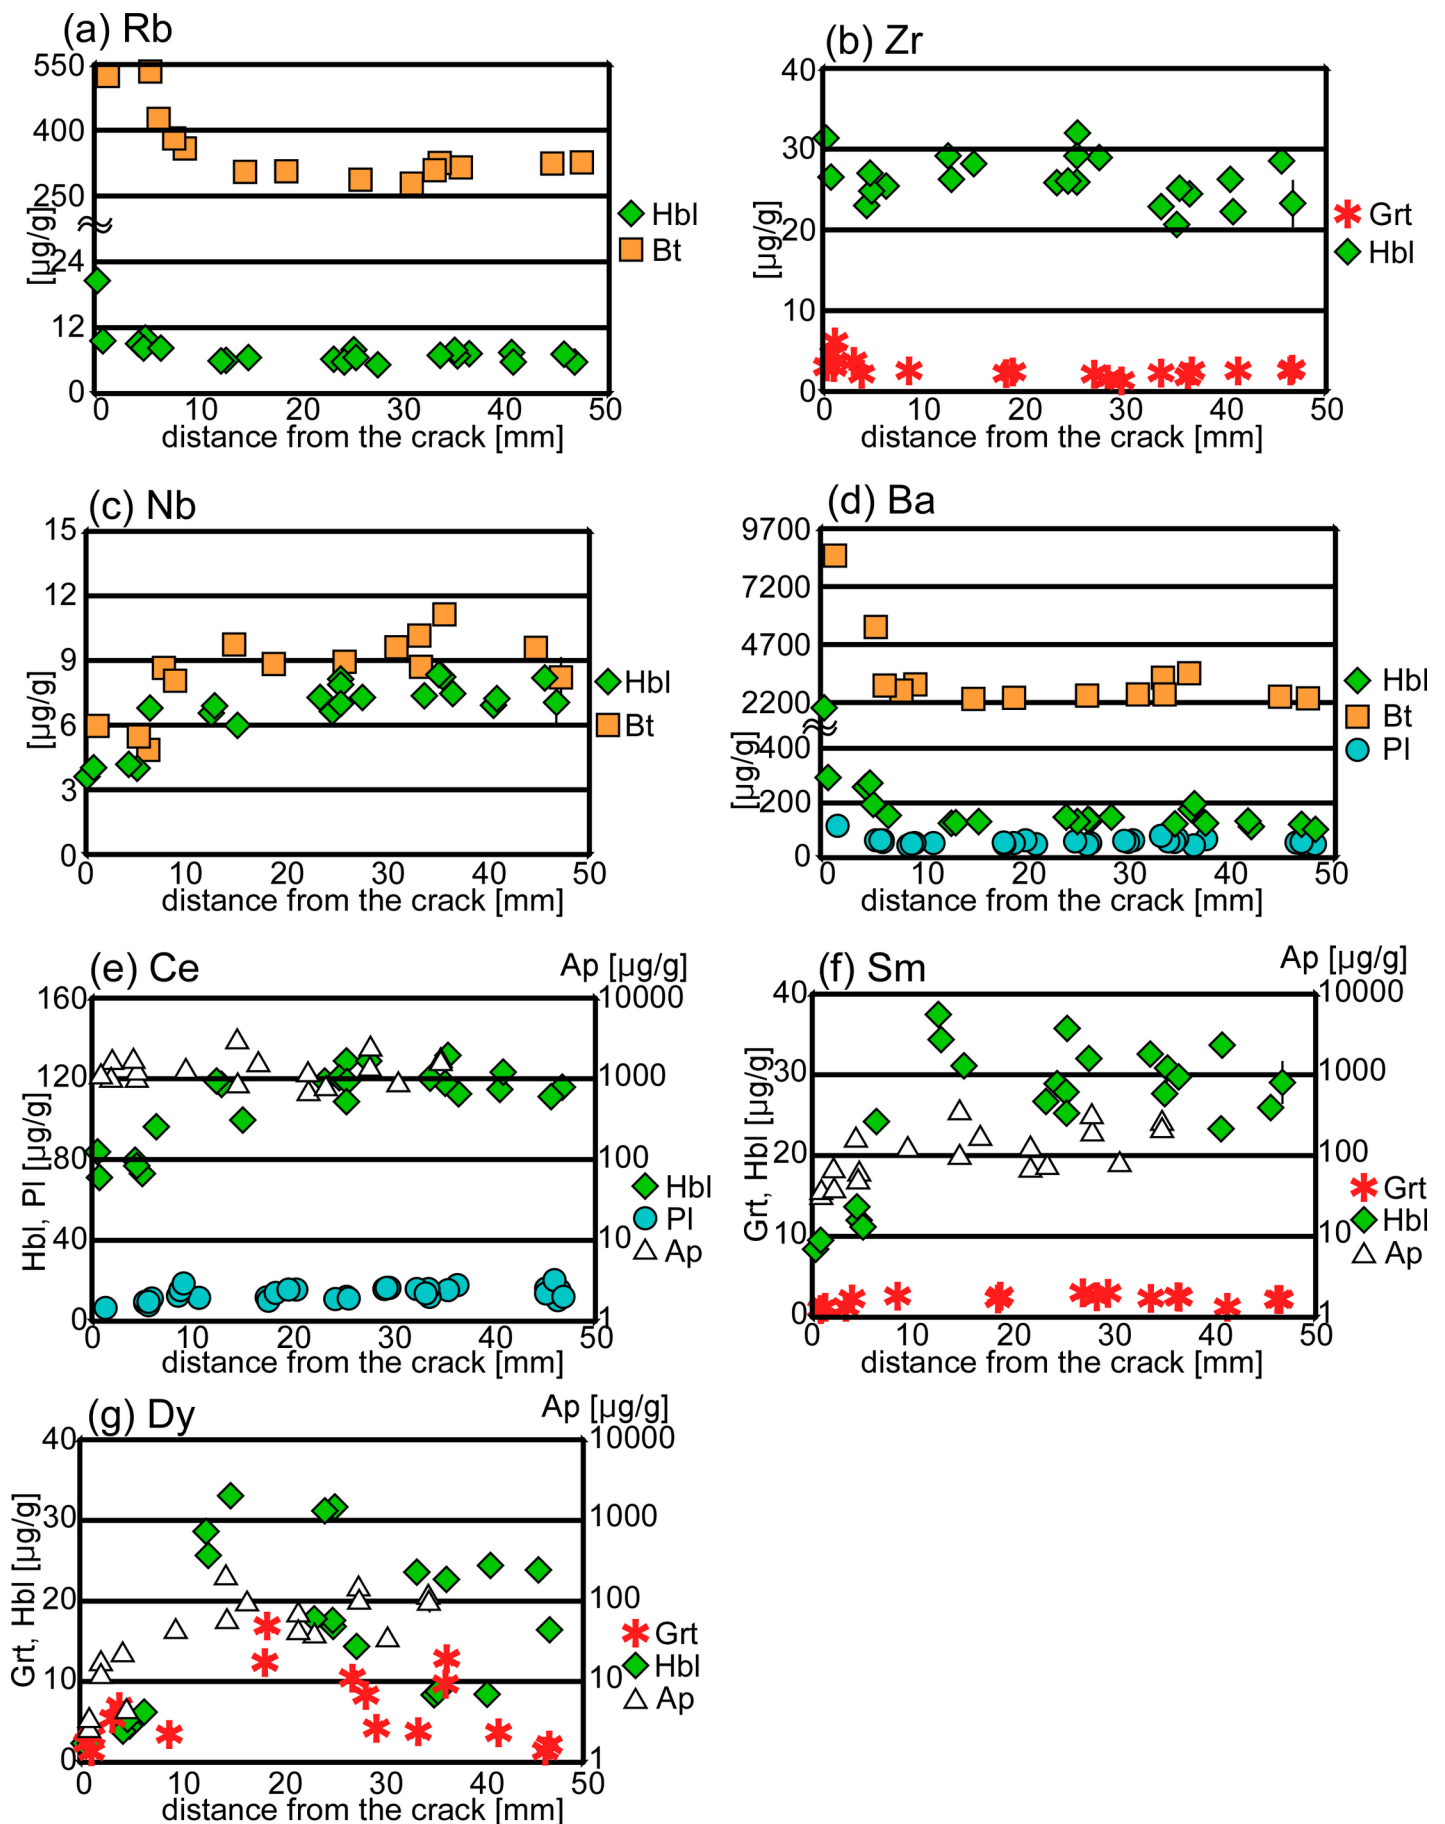 (a) Rb
550
400
250
24
12
0
[µg/g]
0 10 20 30 40 50
distance from the crack [mm]
Hbl
Bt
(b) Zr
40
30
20
10
0
[µg/g]
0 10 20 30 40 50
distance from the crack [mm]
Grt
Hbl
(c) Nb
15
12
9
6
3
0
[µg/g]
0 10 20 30 40 50
distance from the crack [mm]
Hbl
Bt
(d) Ba
9700
7200
4700
2200
400
200
0
[µg/g]
0 10 20 30 40 50
distance from the crack [mm]
Hbl
Bt
Pl
(e) Ce
Ap [µg/g]
160
120
80
40
0
Hbl, Pl [µg/g]
10000
1000
100
10
1
0 10 20 30 40 50
distance from the crack [mm]
Hbl
Pl
Ap
(f) Sm
Ap [µg/g]
40
30
20
10
0
Grt, Hbl [µg/g]
10000
1000
100
10
1
0 10 20 30 40 50
distance from the crack [mm]
Grt
Hbl
Ap
(g) Dy
Ap [µg/g]
40
30
20
10
0
Grt, Hbl [µg/g]
10000
1000
100
10
1
0 10 20 30 40 50
distance from the crack [mm]
Grt
Hbl
Ap